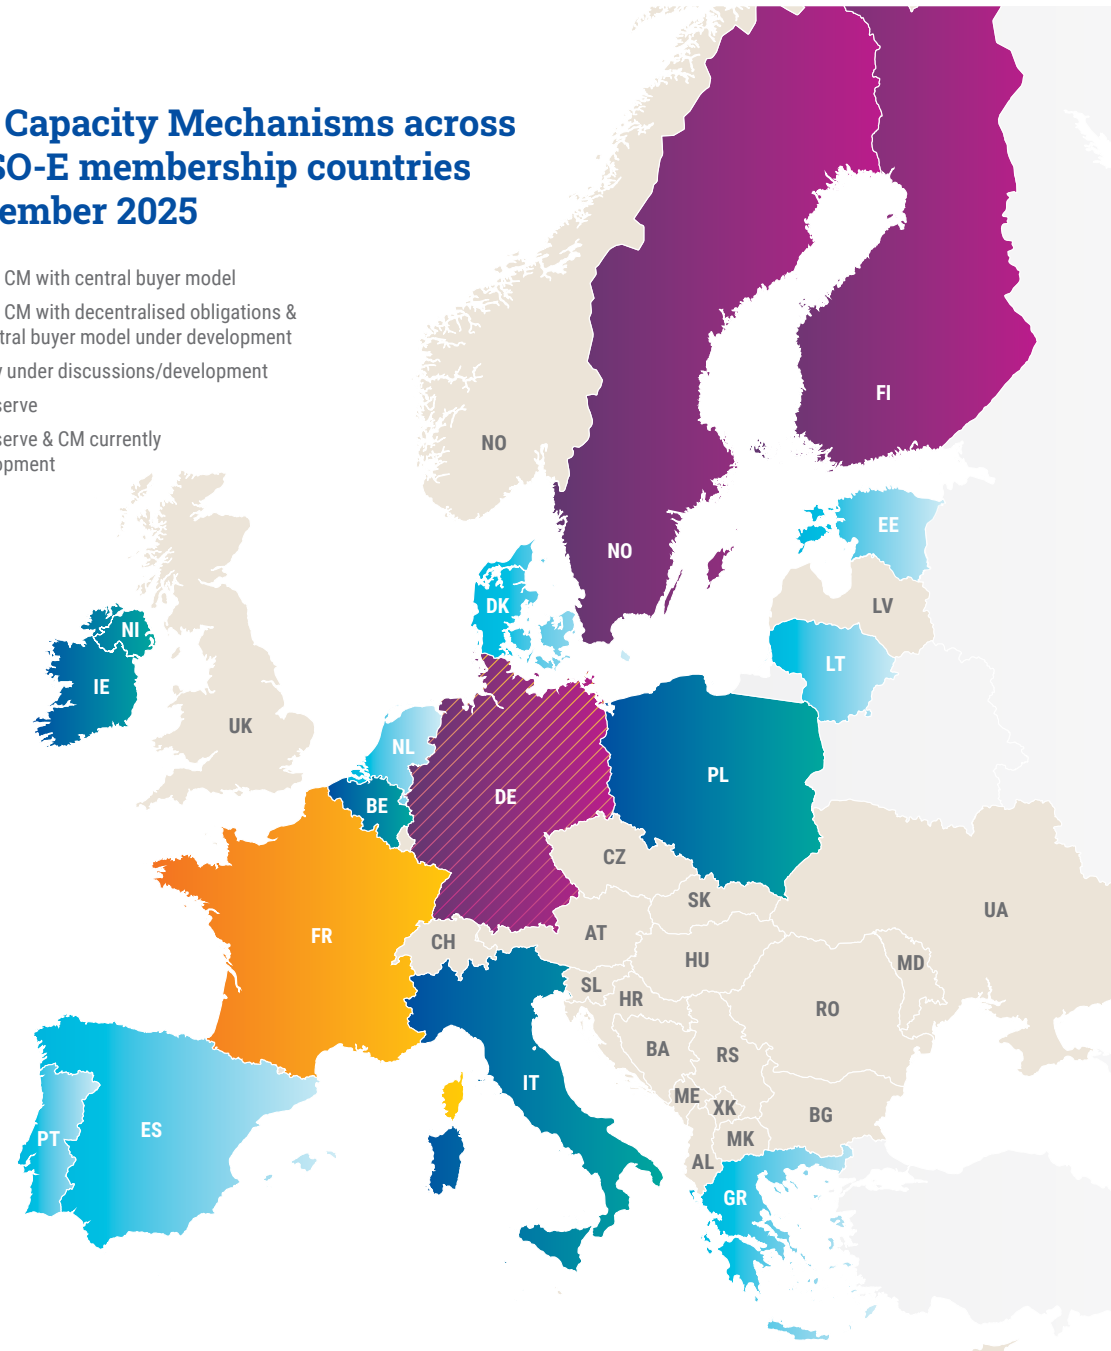 Capacity Mechanisms across
SO-E membership countries
ember 2025
CM with central buyer model
CM with decentralised obligations &
tral buyer model under development
under discussions/development
serve
serve & CM currently
opment
FI
NO
EE
NO
DK
LV
NI
LT
IE
UK
NL
PL
DE
BE
CZ
SK
UA
FR
AT
CH
HU
MD
SL
HR
RO
BA
RS
IT
ME
XK
BG
ES
PT
MK
AL
GR